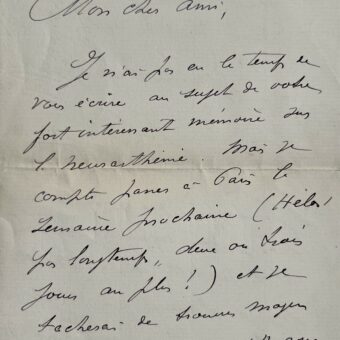 Mon cher ami,
Je n'ai pas eu le temps de
vous écrire au sujet de votre
fort intéressant mémoire sur
la neurasthénie. Mais je
compte passer à Paris la
semaine prochaine (Hélas!
pas longtemps, deux ou trois
jours au plus!) et je
tacherai de trouver moyen